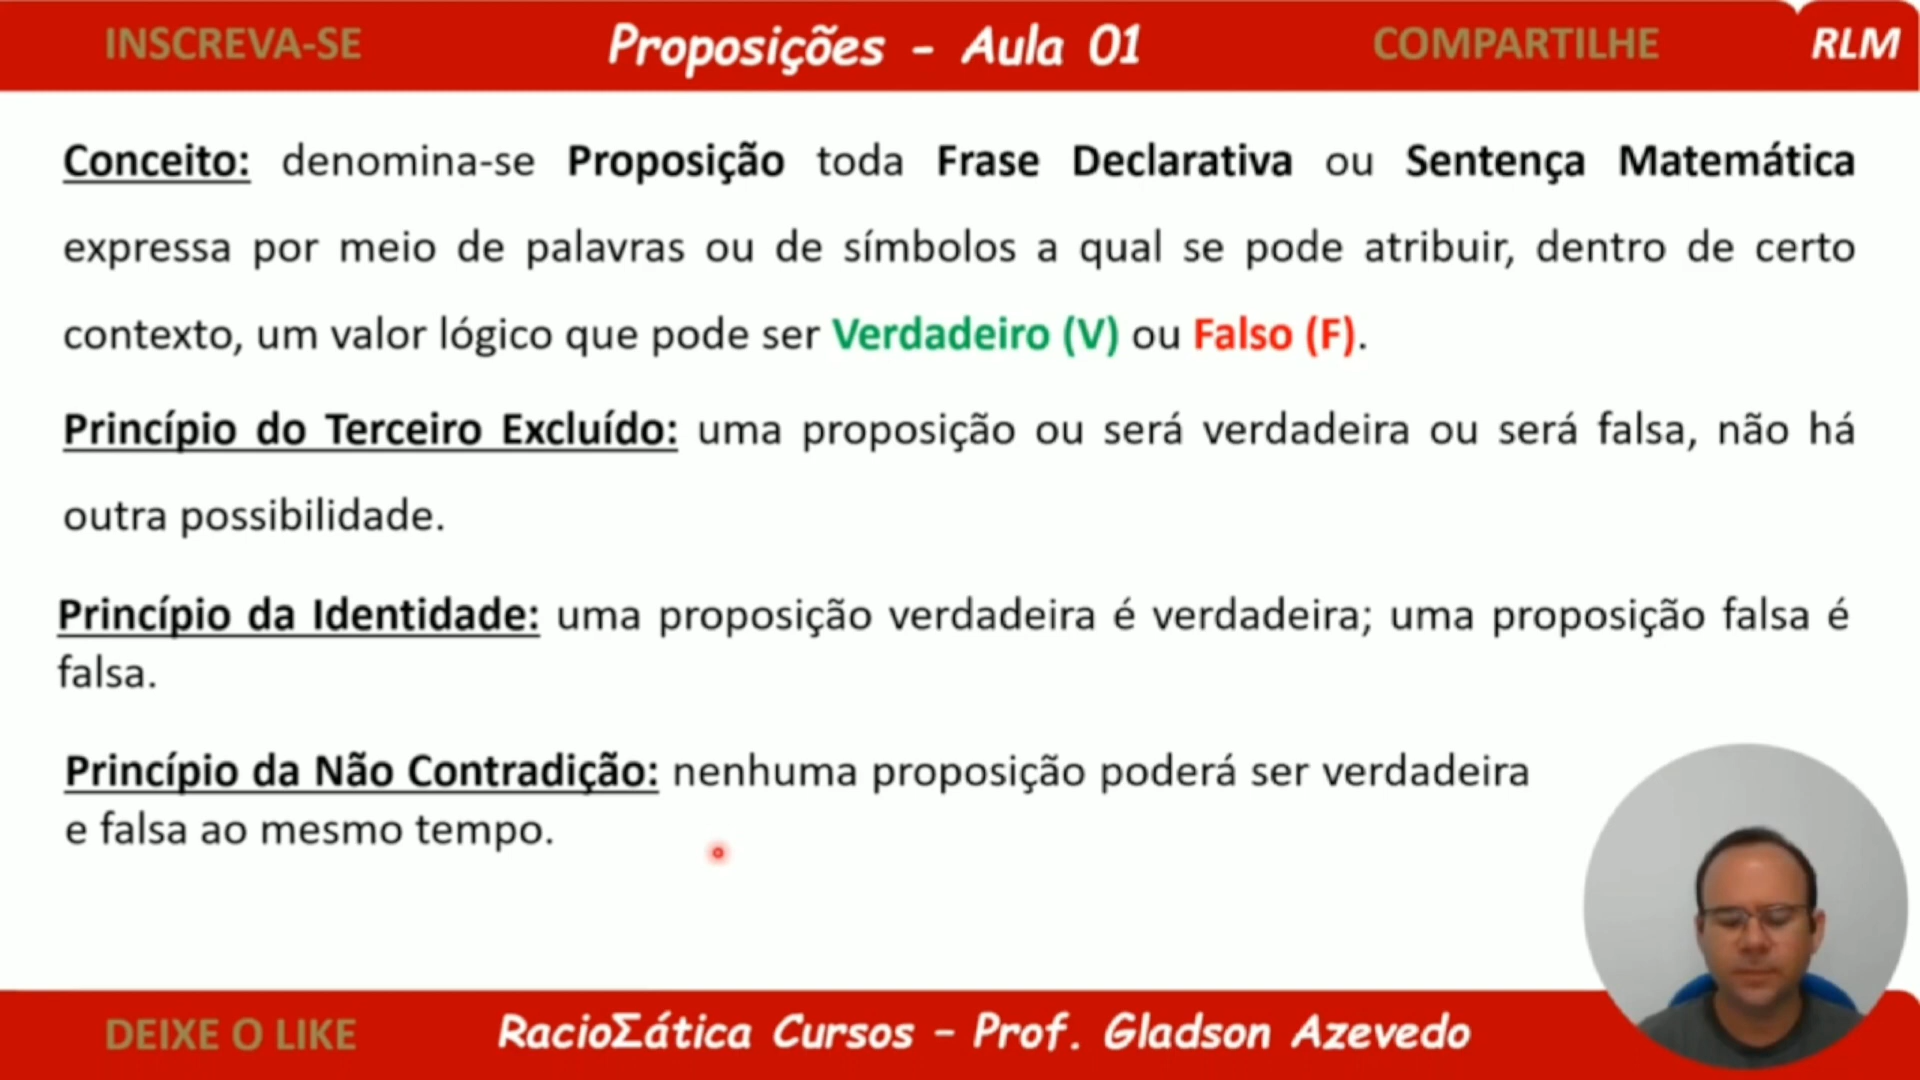 INSCREVA-SE
Proposições - Aula 01
COMPARTILHE
RLM
Conceito: denomina-se Proposição toda Frase Declarativa ou Sentença Matemática
expressa por meio de palavras ou de símbolos a qual se pode atribuir, dentro de certo
contexto, um valor lógico que pode ser Verdadeiro (V) ou Falso (F).
Princípio do Terceiro Excluído: uma proposição ou será verdadeira ou será falsa, não há
outra possibilidade.
Princípio da Identidade: uma proposição verdadeira é verdadeira; uma proposição falsa é
falsa.
Princípio da Não Contradição: nenhuma proposição poderá ser verdadeira
e falsa ao mesmo tempo.
DEIXE O LIKE
RacioΣática Cursos – Prof. Gladson Azevedo